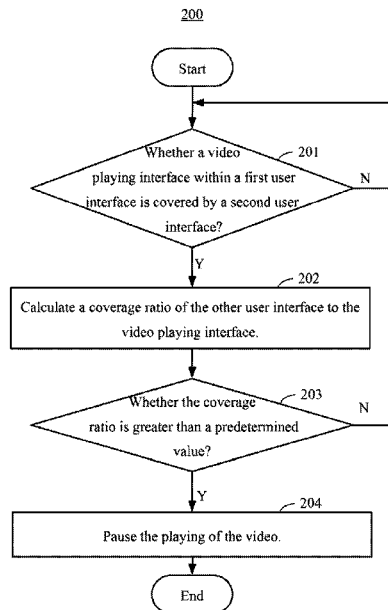 200
Start
Whether a video
201
playing interface within a first user
N
interface is covered by a second user
interface?
Y
202
Calculate a coverage ratio of the other user interface to the
video playing interface.
203
Whether the coverage
N
ratio is greater than a predetermined
value?
Y
204
Pause the playing of the video.
End